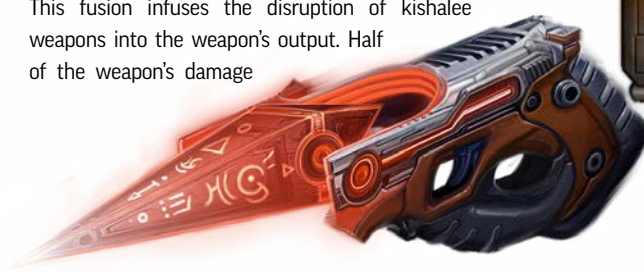 This fusion infuses the disruption of kishalee
weapons into the weapon's output. Half
of the weapon's damage